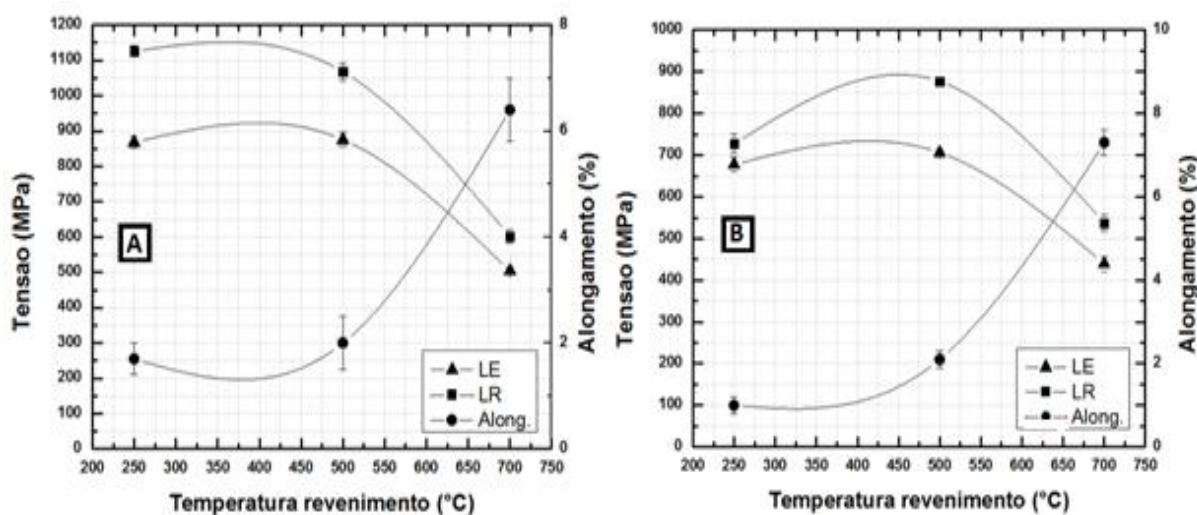 1200
1100
1000
900
800
700
600
500
400
300
200
100
0
Tensao (MPa)
A
LE
LR
Along.
8
6
4
2
0
Alongamento (%)
200 250 300 350 400 450 500 550 600 650 700 750
Temperatura revenimento (°C)
1000
900
800
700
600
500
400
300
200
100
0
Tensao (MPa)
B
LE
LR
Along.
10
8
6
4
2
0
Alongamento (%)
200 250 300 350 400 450 500 550 600 650 700 750
Temperatura revenimento (°C)